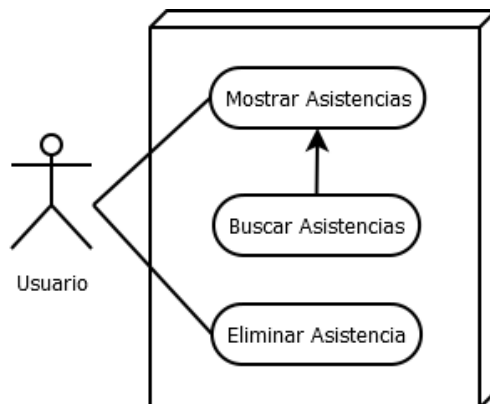 Mostrar Asistencias
Buscar Asistencias
Usuario
Eliminar Asistencia